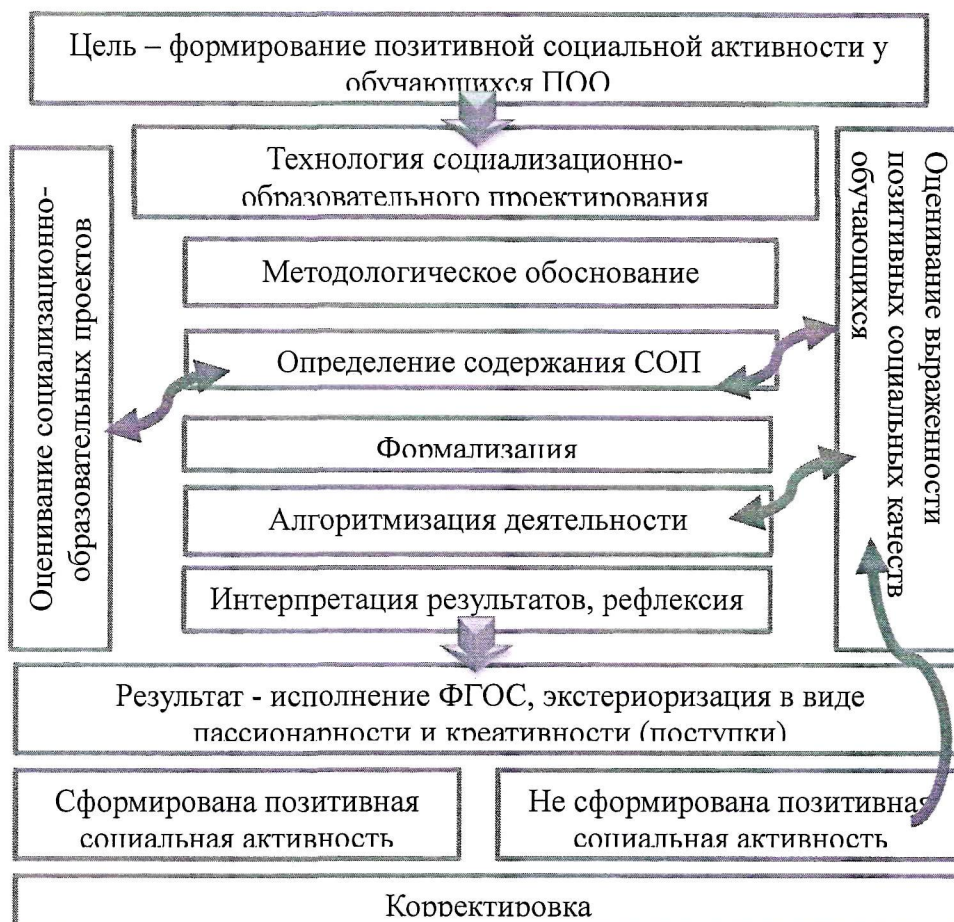 Цель – формирование позитивной социальной активности у
обучающихся ПОО
Технология социализационно-
образовательного проектирования
Оценивание социализационно-
образовательных проектов
Оценивание выраженности
позитивных социальных качеств
обучающихся
Методологическое обоснование
Определение содержания СОП
Формализация
Алгоритмизация деятельности
Интерпретация результатов, рефлексия
Результат - исполнение ФГОС, экстериоризация в виде
пассионарности и креативности (поступки)
Сформирована позитивная
социальная активность
Не сформирована позитивная
социальная активность
Корректировка